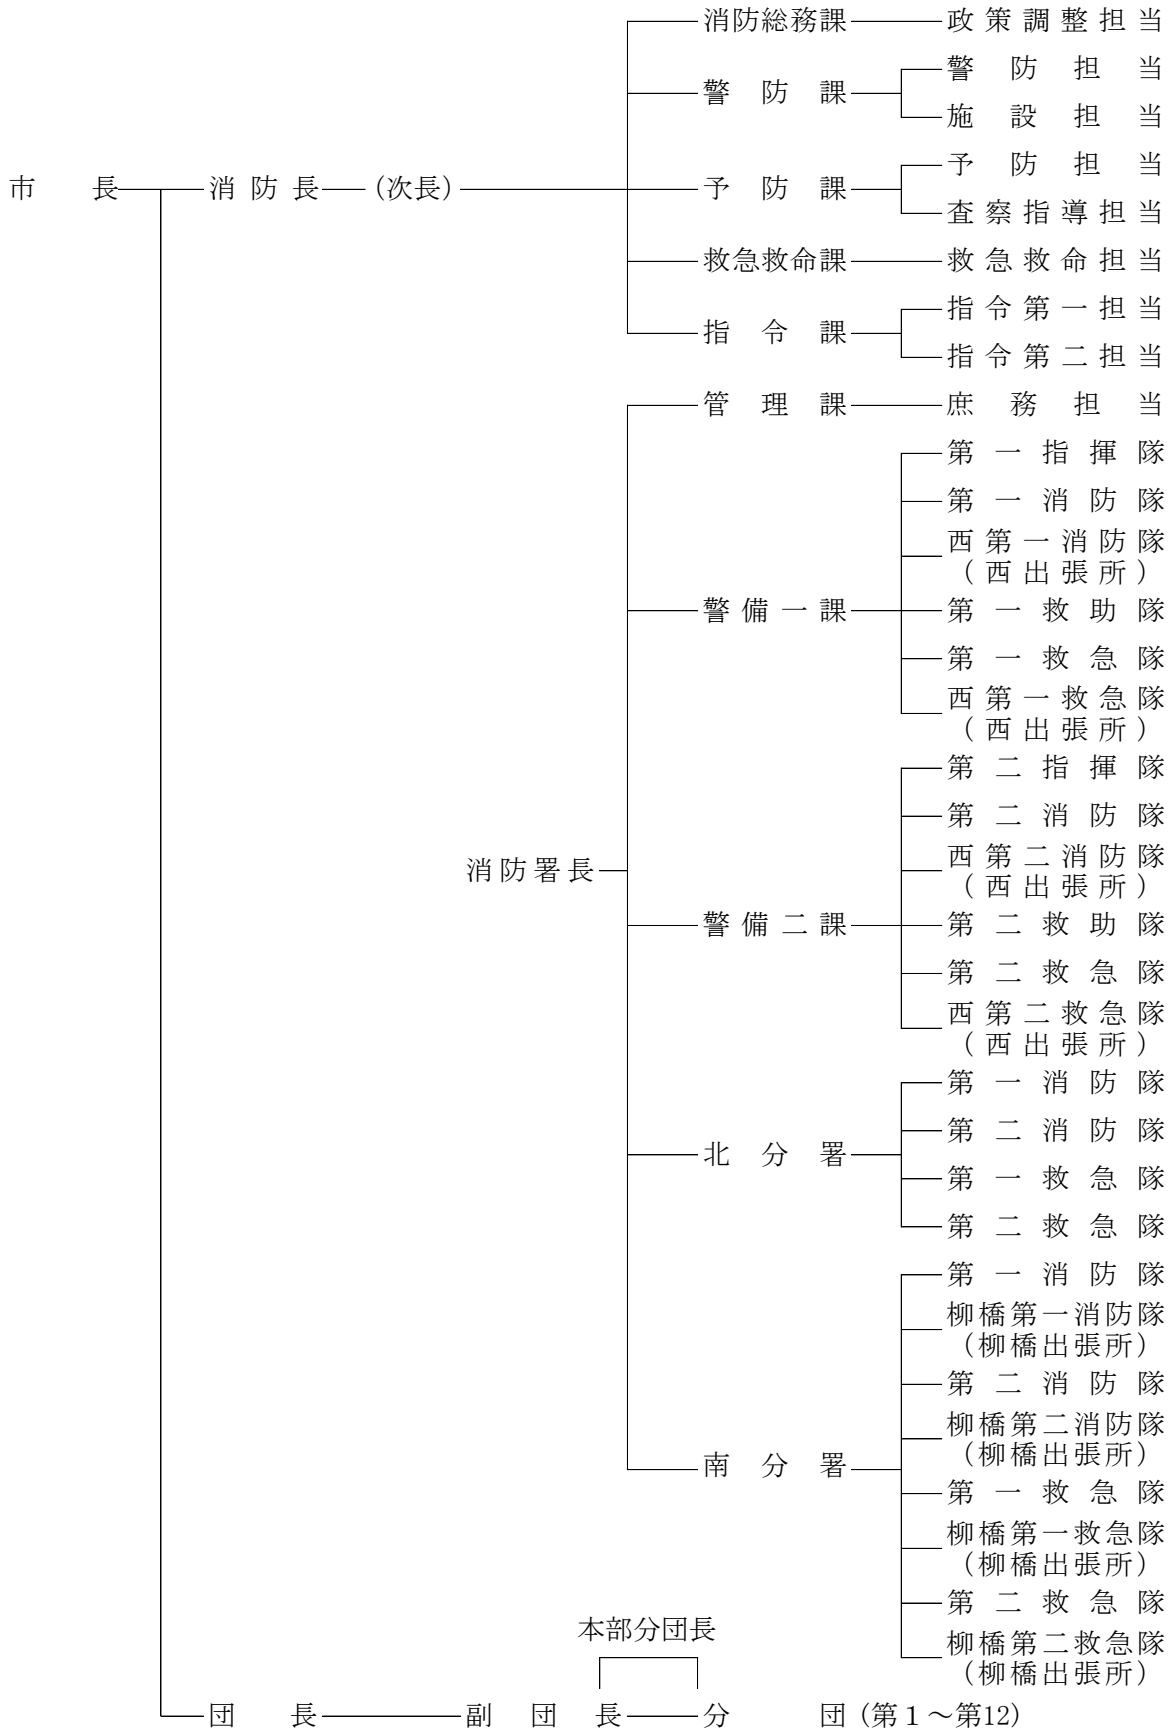 消防総務課 政策調整担当
警防担当
警防課
施設担当
予防担当
市長 消防長 (次長) 予防課
査察指導担当
救急救命課 救急救命担当
指令第一担当
指令課
指令第二担当
管理課 庶務担当
第一指揮隊
第一消防隊
西第一消防隊
(西出張所)
警備一課 第一救助隊
第一救急隊
西第一救急隊
(西出張所)
第二指揮隊
第二消防隊
西第二消防隊
消防署長
(西出張所)
警備二課 第二救助隊
第二救急隊
西第二救急隊
(西出張所)
第一消防隊
第二消防隊
北分署
第一救急隊
第二救急隊
第一消防隊
柳橋第一消防隊
(柳橋出張所)
第二消防隊
柳橋第二消防隊
(柳橋出張所)
南分署
第一救急隊
柳橋第一救急隊
(柳橋出張所)
第二救急隊
本部分団長
柳橋第二救急隊
(柳橋出張所)
団長 副団長 分団 (第1～第12)